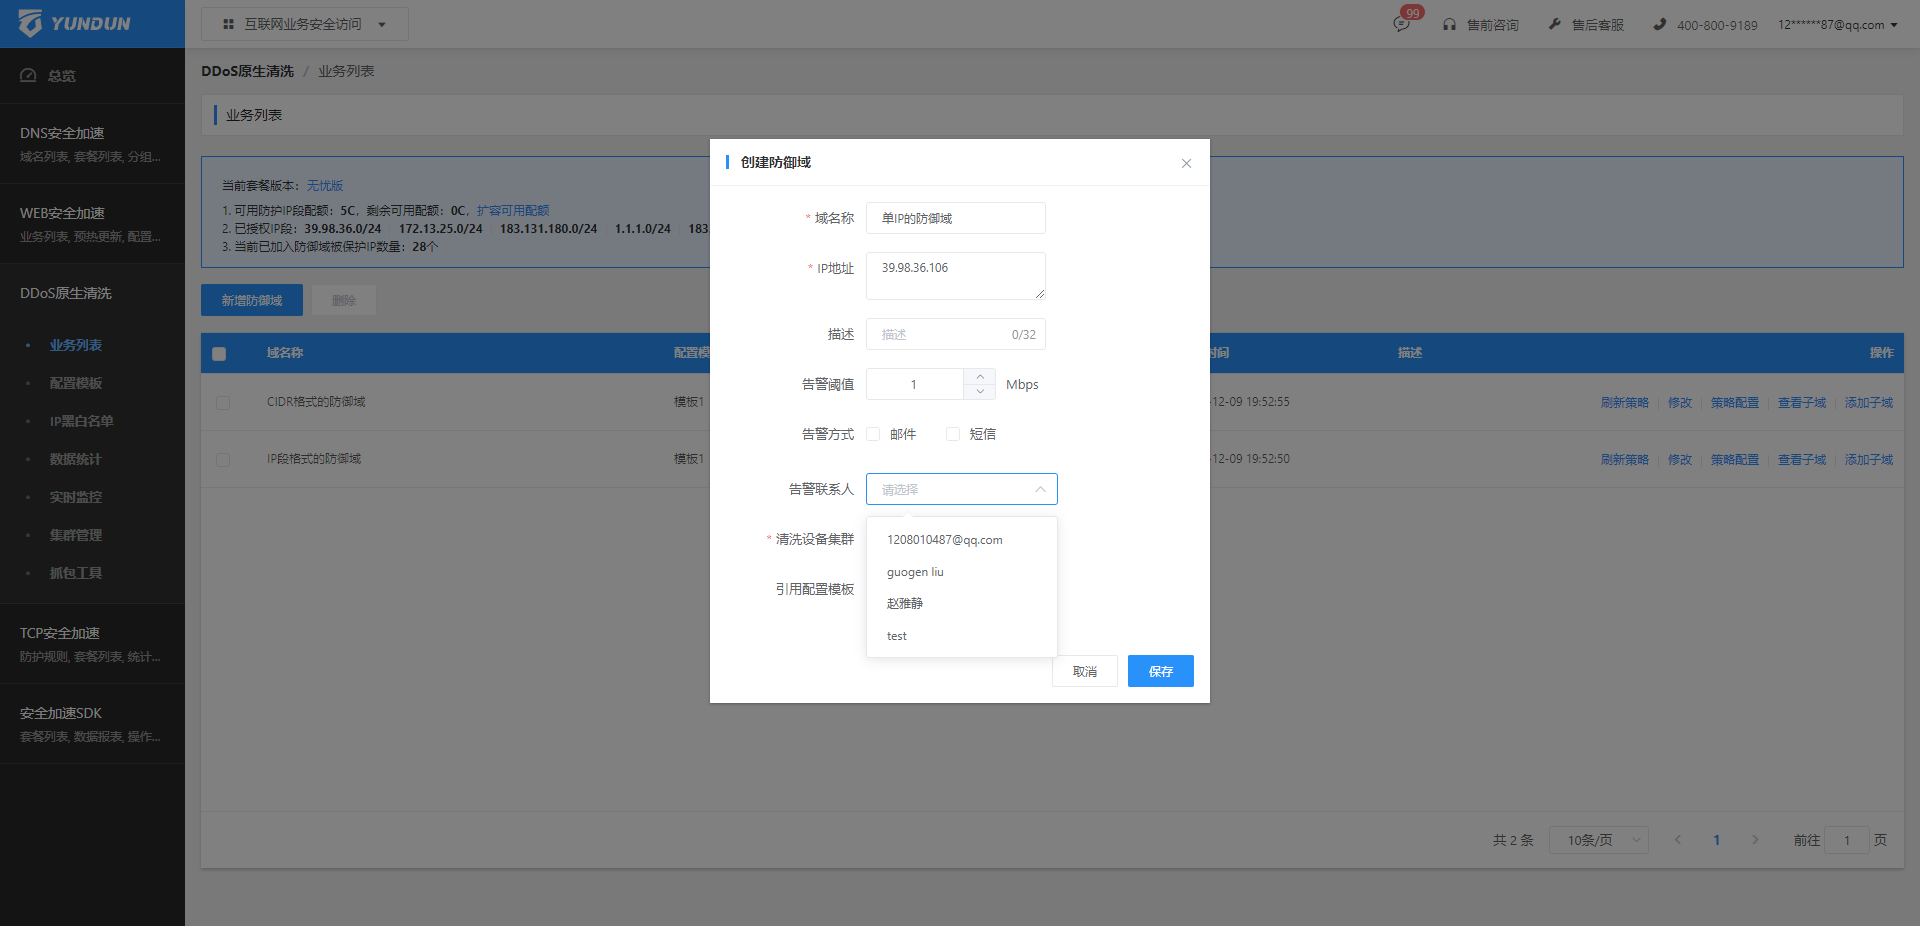 YUNDUN
互联网业务安全访问
99
售前咨询
售后客服
400-800-9189
12******87@qq.com
总览
DNS安全加速
域名列表, 套餐列表, 分组...
WEB安全加速
业务列表, 预热更新, 配置...
DDoS原生清洗
业务列表
配置模板
IP黑白名单
数据统计
实时监控
集群管理
抓包工具
TCP安全加速
防护规则, 套餐列表, 统计...
安全加速SDK
套餐列表, 数据报表, 操作...
DDoS原生清洗 / 业务列表
业务列表
当前套餐版本：无忧版
1. 可用防护IP段配额：5C，剩余可用配额：0C，扩容可用配额
2. 已授权IP段：39.98.36.0/24 172.13.25.0/24 183.131.180.0/24 1.1.1.0/24 183.
3. 当前已加入防御域被保护IP数量：28个
新增防御域
删除
域名称 配置模 时间 描述 操作
CIDR格式的防御域 模板1 -12-09 19:52:55 刷新策略 修改 策略配置 查看子域 添加子域
IP段格式的防御域 模板1 -12-09 19:52:50 刷新策略 修改 策略配置 查看子域 添加子域
共 2 条 10条/页 1 前往 1 页
创建防御域
* 域名称 单IP的防御域
* IP地址 39.98.36.106
描述 描述 0/32
告警阈值 1 Mbps
告警方式 邮件 短信
告警联系人 请选择
* 清洗设备集群
引用配置模板
1208010487@qq.com
guogen liu
赵雅静
test
取消
保存